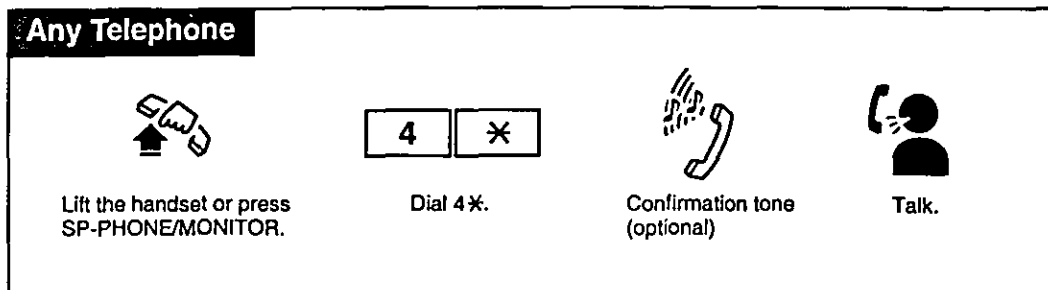 Any Telephone
4 ✻
Lift the handset or press
SP-PHONE/MONITOR.
Dial 4✻.
Confirmation tone
(optional)
Talk.